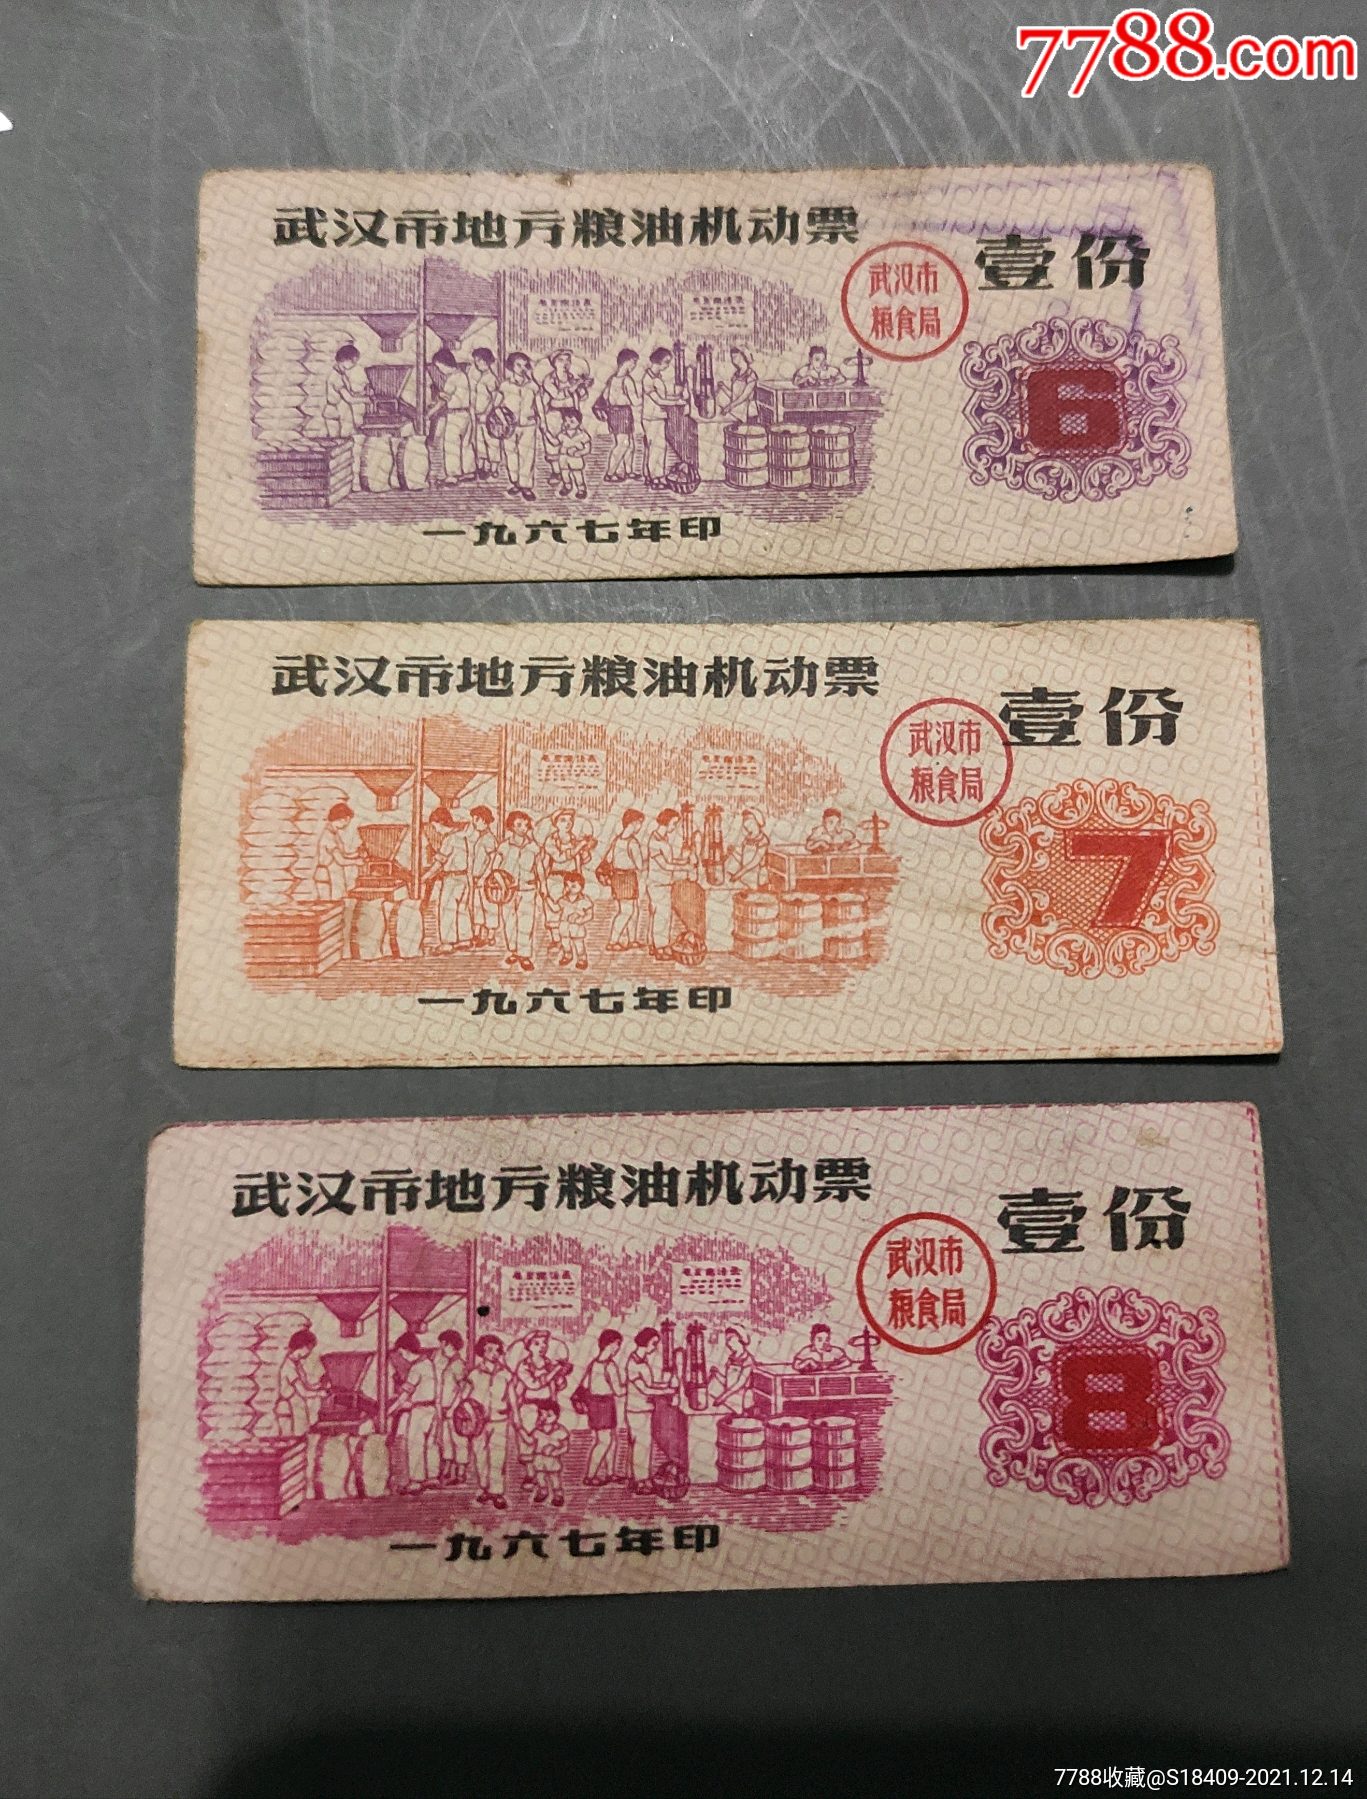 7788.com
武汉市地方粮油机动票
壹份
武汉市
粮食局
6
一九六七年印
武汉市地方粮油机动票
壹份
武汉市
粮食局
7
一九六七年印
武汉市地方粮油机动票
壹份
武汉市
粮食局
8
一九六七年印
7788收藏@S18409-2021.12.14